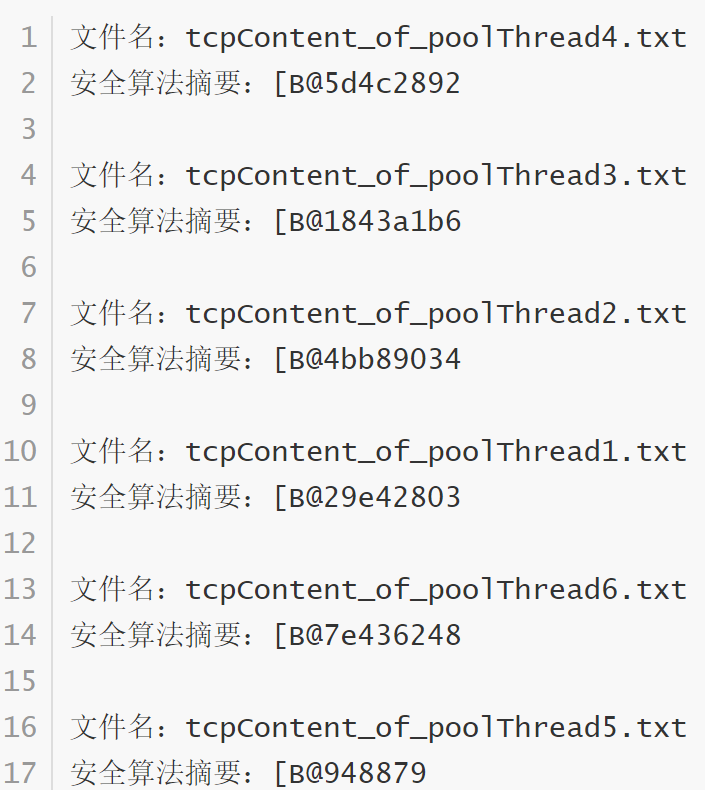 1 文件名：tcpContent_of_poolThread4.txt
2 安全算法摘要：[B@5d4c2892
3
4 文件名：tcpContent_of_poolThread3.txt
5 安全算法摘要：[B@1843a1b6
6
7 文件名：tcpContent_of_poolThread2.txt
8 安全算法摘要：[B@4bb89034
9
10 文件名：tcpContent_of_poolThread1.txt
11 安全算法摘要：[B@29e42803
12
13 文件名：tcpContent_of_poolThread6.txt
14 安全算法摘要：[B@7e436248
15
16 文件名：tcpContent_of_poolThread5.txt
17 安全算法摘要：[B@948879